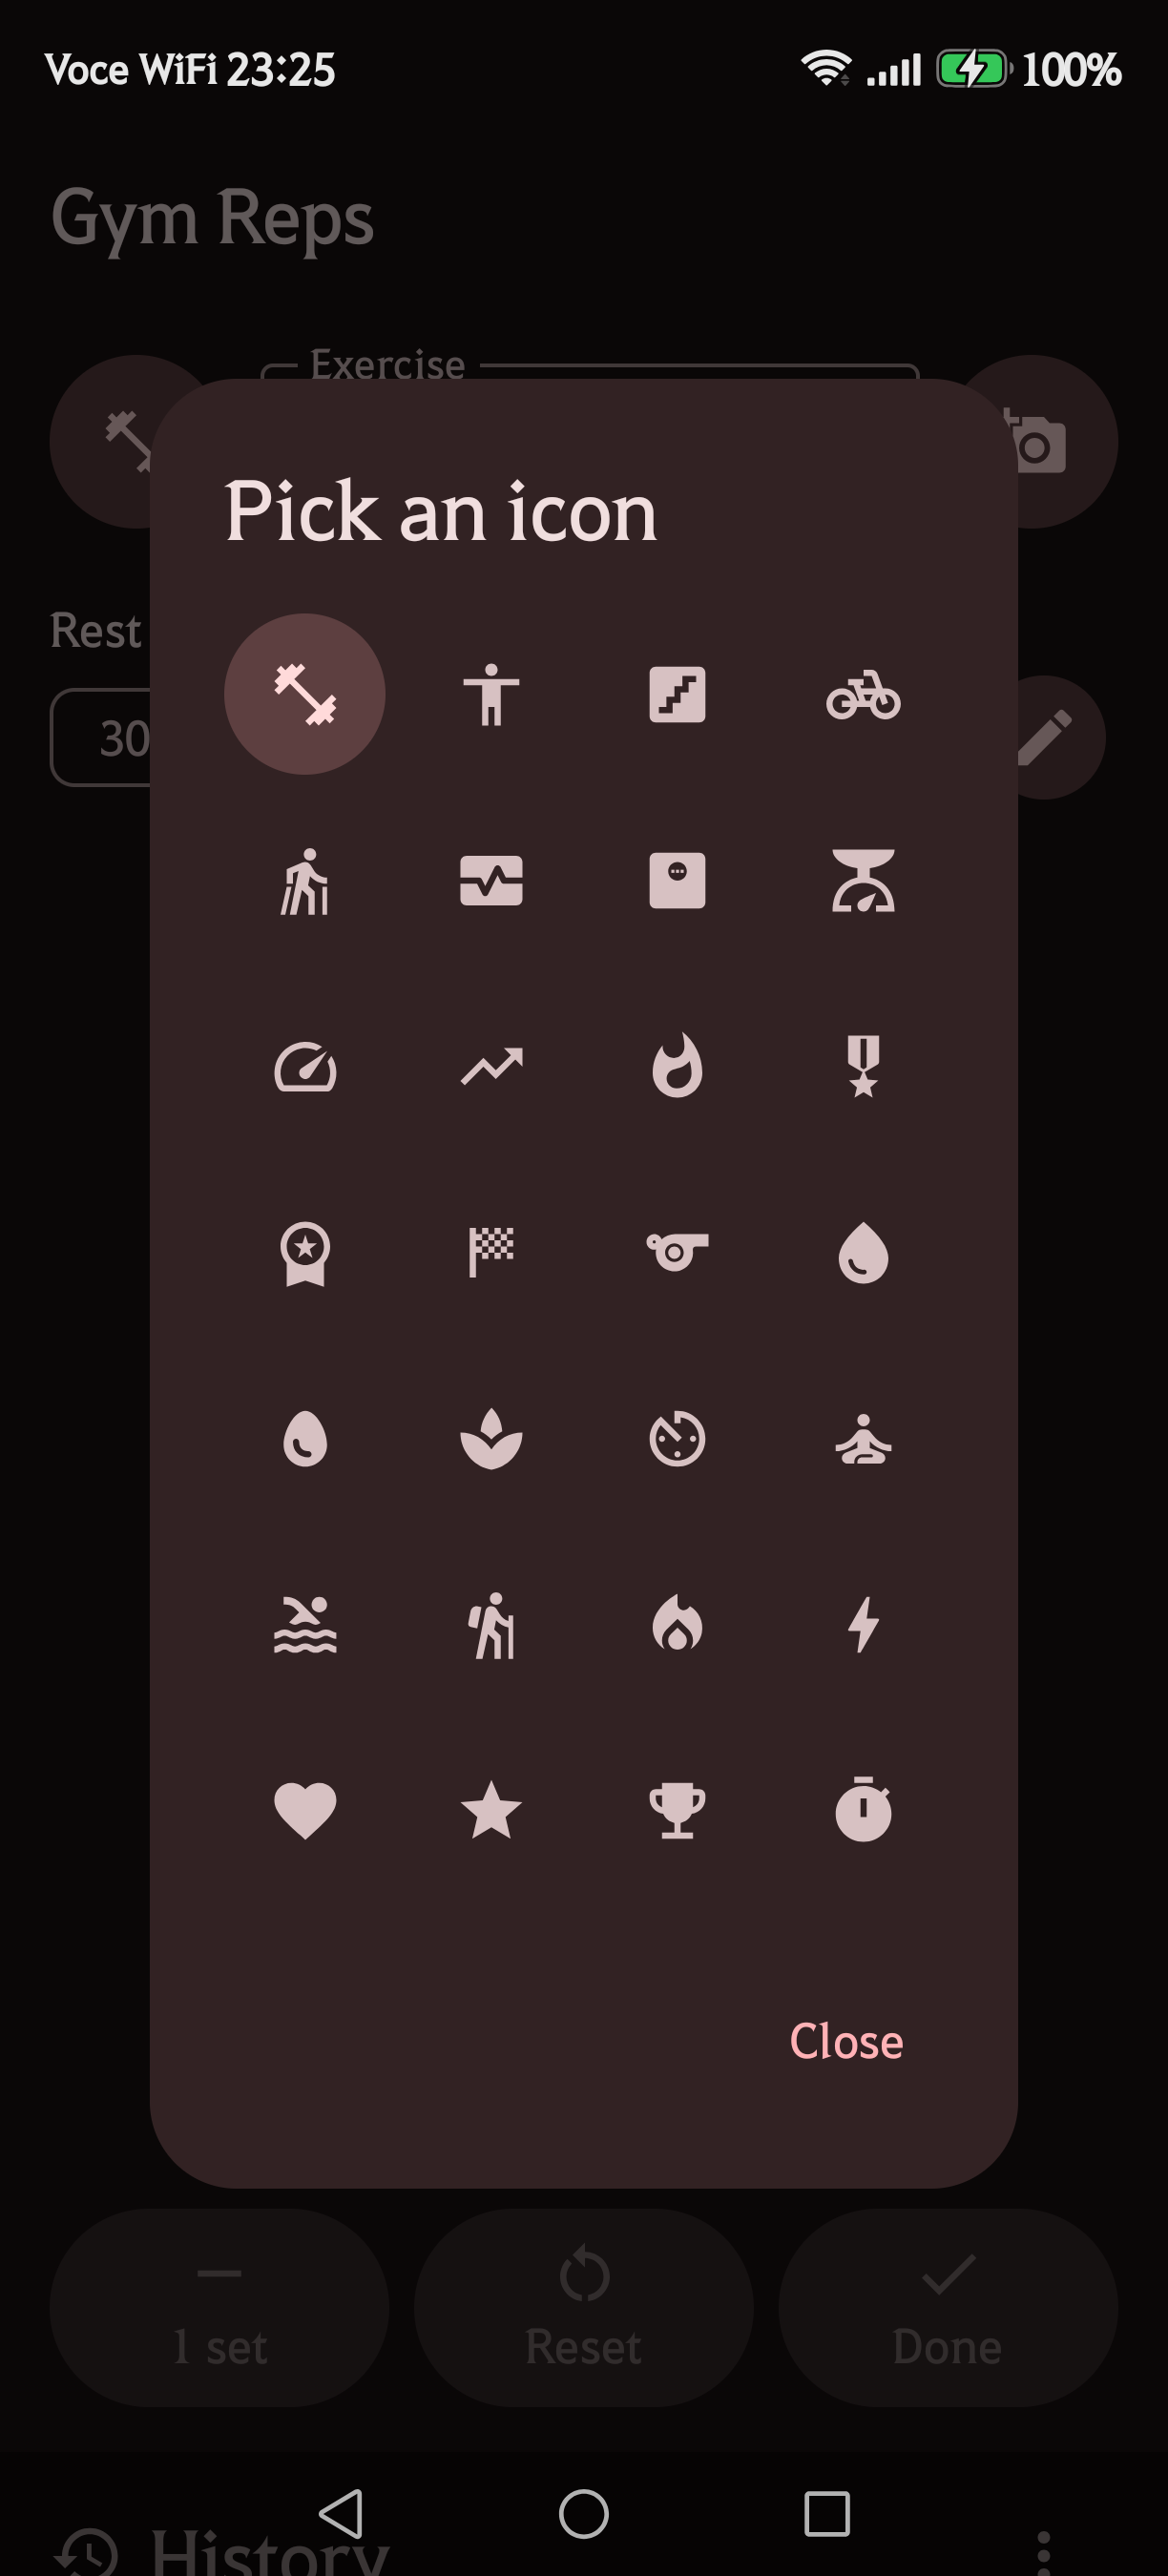 Voce WiFi 23:25 100%
Gym Reps
Exercise
Pick an icon
Rest
30
Close
1 set
Reset
Done
History